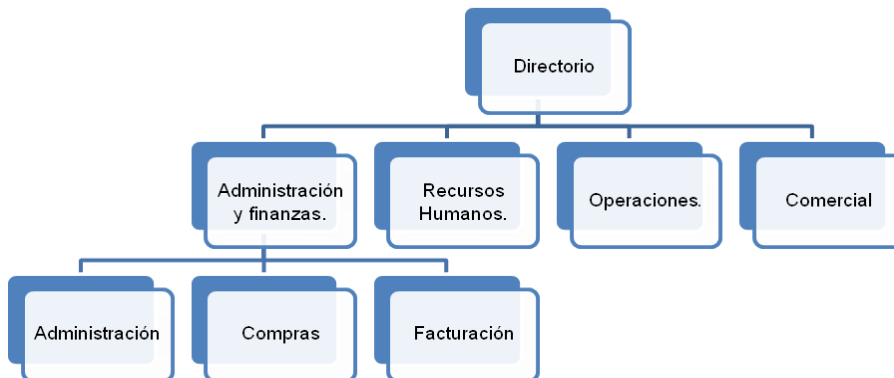 Directorio
Administración
y finanzas.
Recursos
Humanos.
Operaciones.
Comercial
Administración
Compras
Facturación